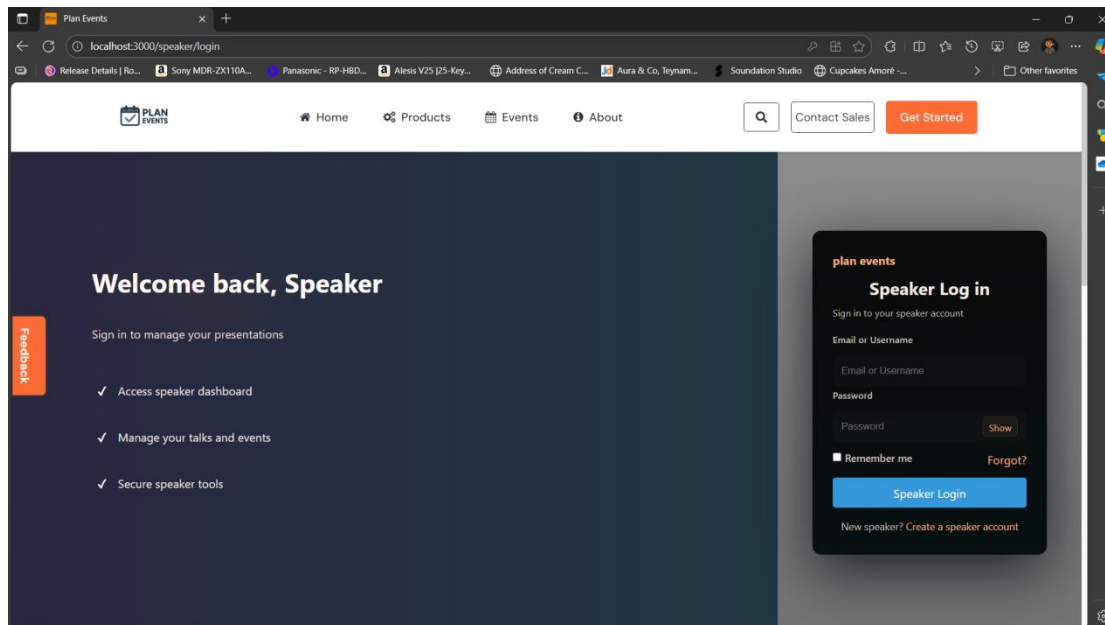 Plan Events
localhost:3000/speaker/login
Release Details | Ro...
Sony MDR-ZX110A...
Panasonic - RP-HBD...
Alesis V25 |25-Key...
Address of Cream C...
Aura & Co, Teynam...
Soundation Studio
Cupcakes Amoré -...
Other favorites
PLAN EVENTS
Home
Products
Events
About
Contact Sales
Get Started
Welcome back, Speaker
Sign in to manage your presentations
Access speaker dashboard
Manage your talks and events
Secure speaker tools
Feedback
plan events
Speaker Log in
Sign in to your speaker account
Email or Username
Email or Username
Password
Password
Show
Remember me
Forgot?
Speaker Login
New speaker? Create a speaker account